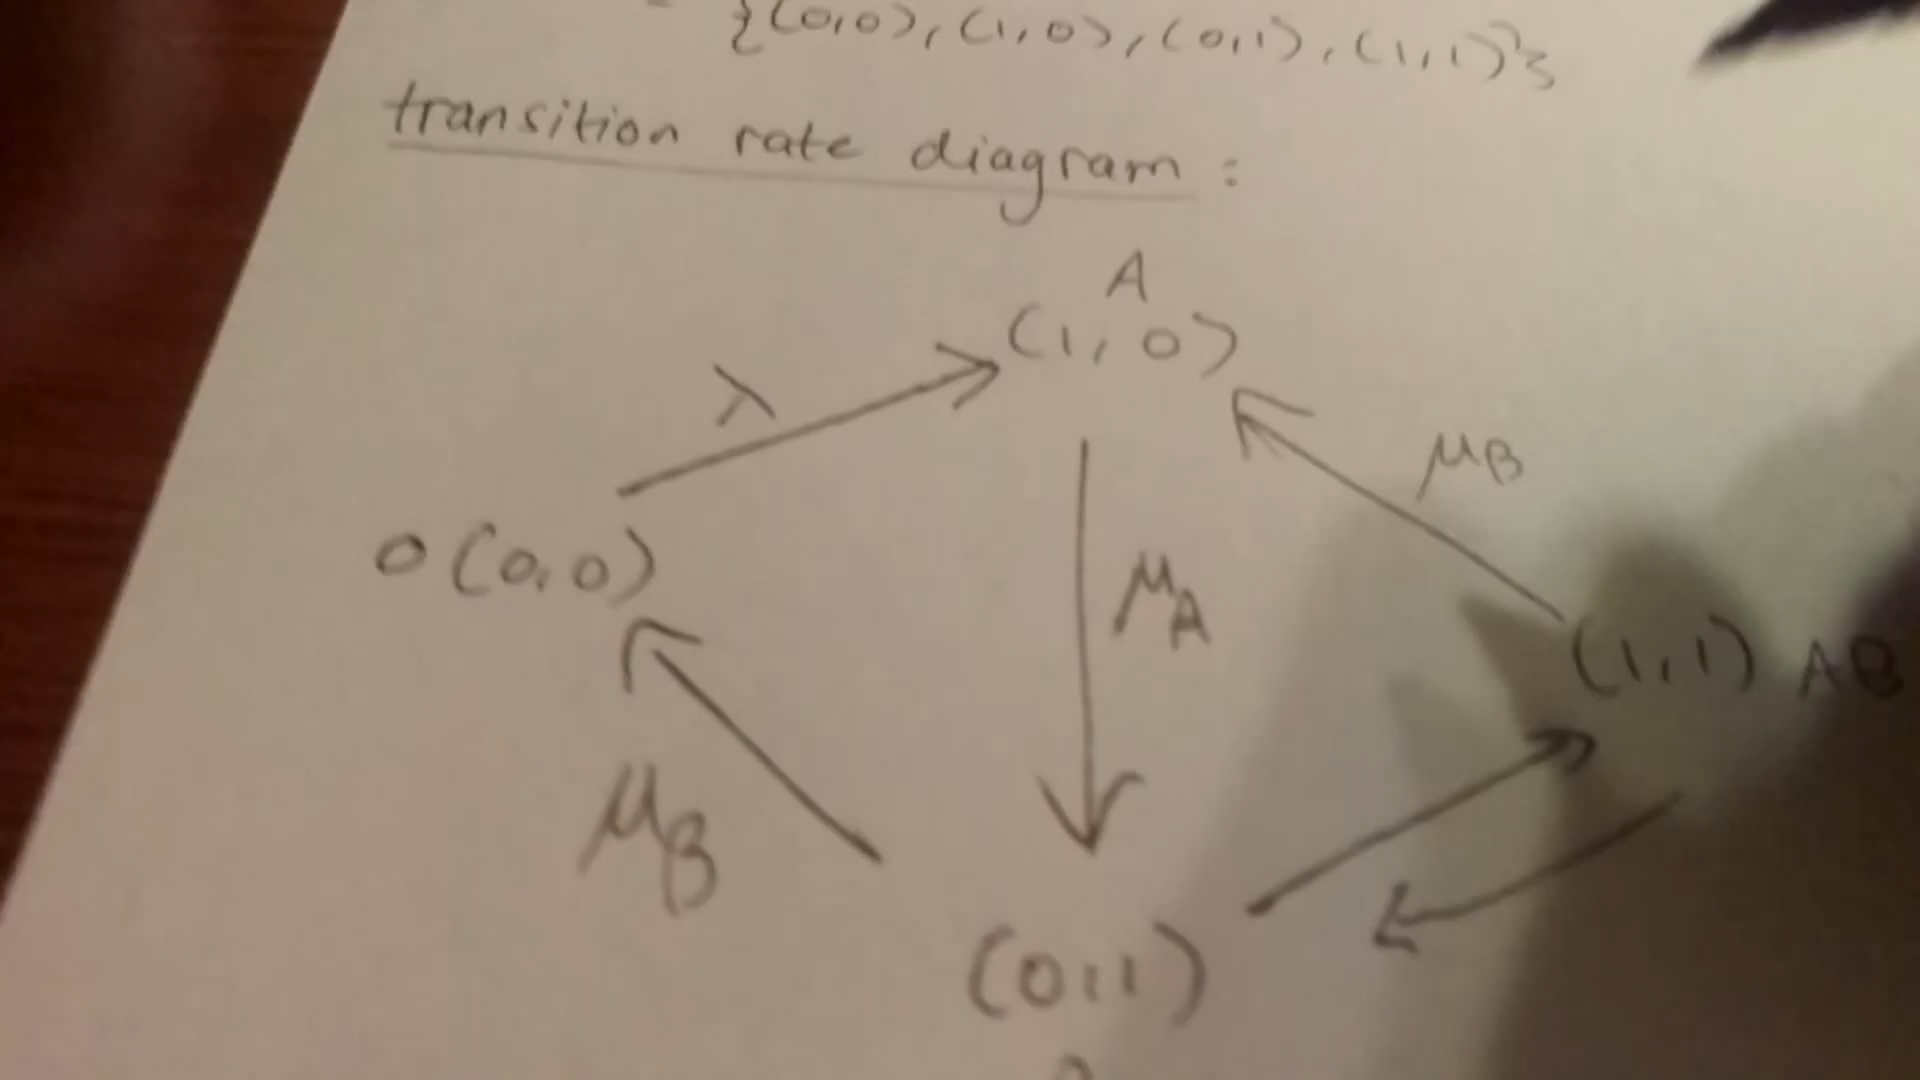 {(0,0), (1,0), (0,1), (1,1)}
transition rate diagram :
A
(1, 0)
λ
μB
0 (0,0)
μA
(1,1) AB
μB
(0,1)